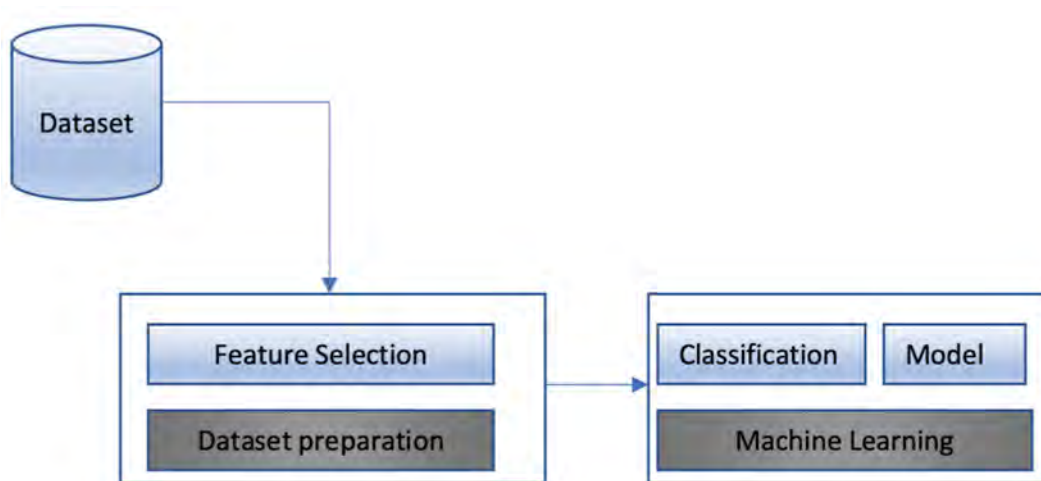 Dataset
Feature Selection
Dataset preparation
Classification
Model
Machine Learning